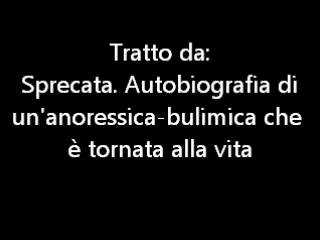 Tratto da:
Sprecata. Autobiografia di
un'anoressica-bulimica che
è tornata alla vita